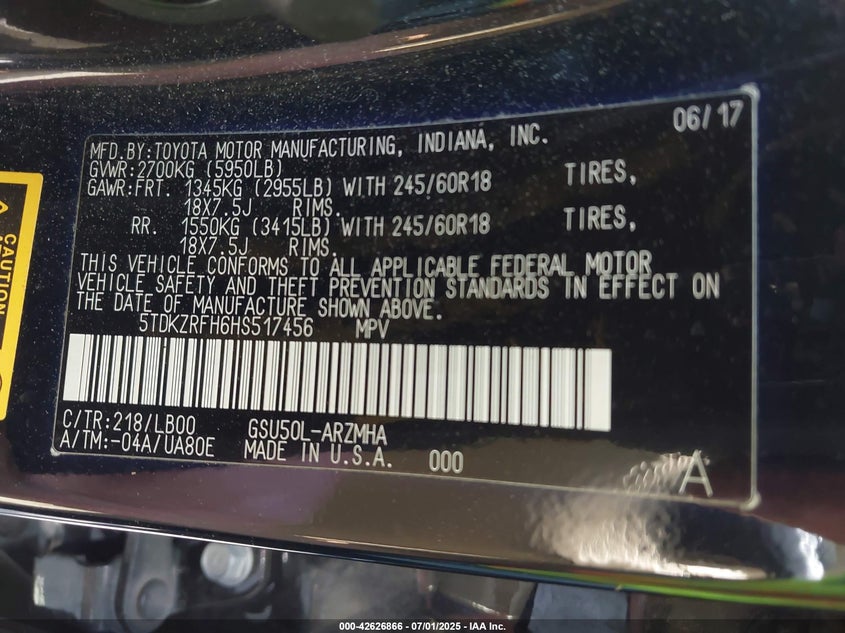 06/17
MFD.BY:TOYOTA MOTOR MANUFACTURING, INDIANA, INC.
GVWR:2700KG (5950LB)
GAWR:FRT. 1345KG (2955LB) WITH 245/60R18 TIRES,
18X7.5J RIMS.
RR. 1550KG (3415LB) WITH 245/60R18 TIRES,
18X7.5J RIMS.
THIS VEHICLE CONFORMS TO ALL APPLICABLE FEDERAL MOTOR
VEHICLE SAFETY AND THEFT PREVENTION STANDARDS IN EFFECT ON
THE DATE OF MANUFACTURE SHOWN ABOVE.
5TDKZRFH6HS517456 MPV
C/TR:218/LB00 GSU50L-ARZMHA
A/TM:-04A/UA80E MADE IN U.S.A. 000
A
CAUTION
000-42626866 - 07/01/2025 - IAA Inc.